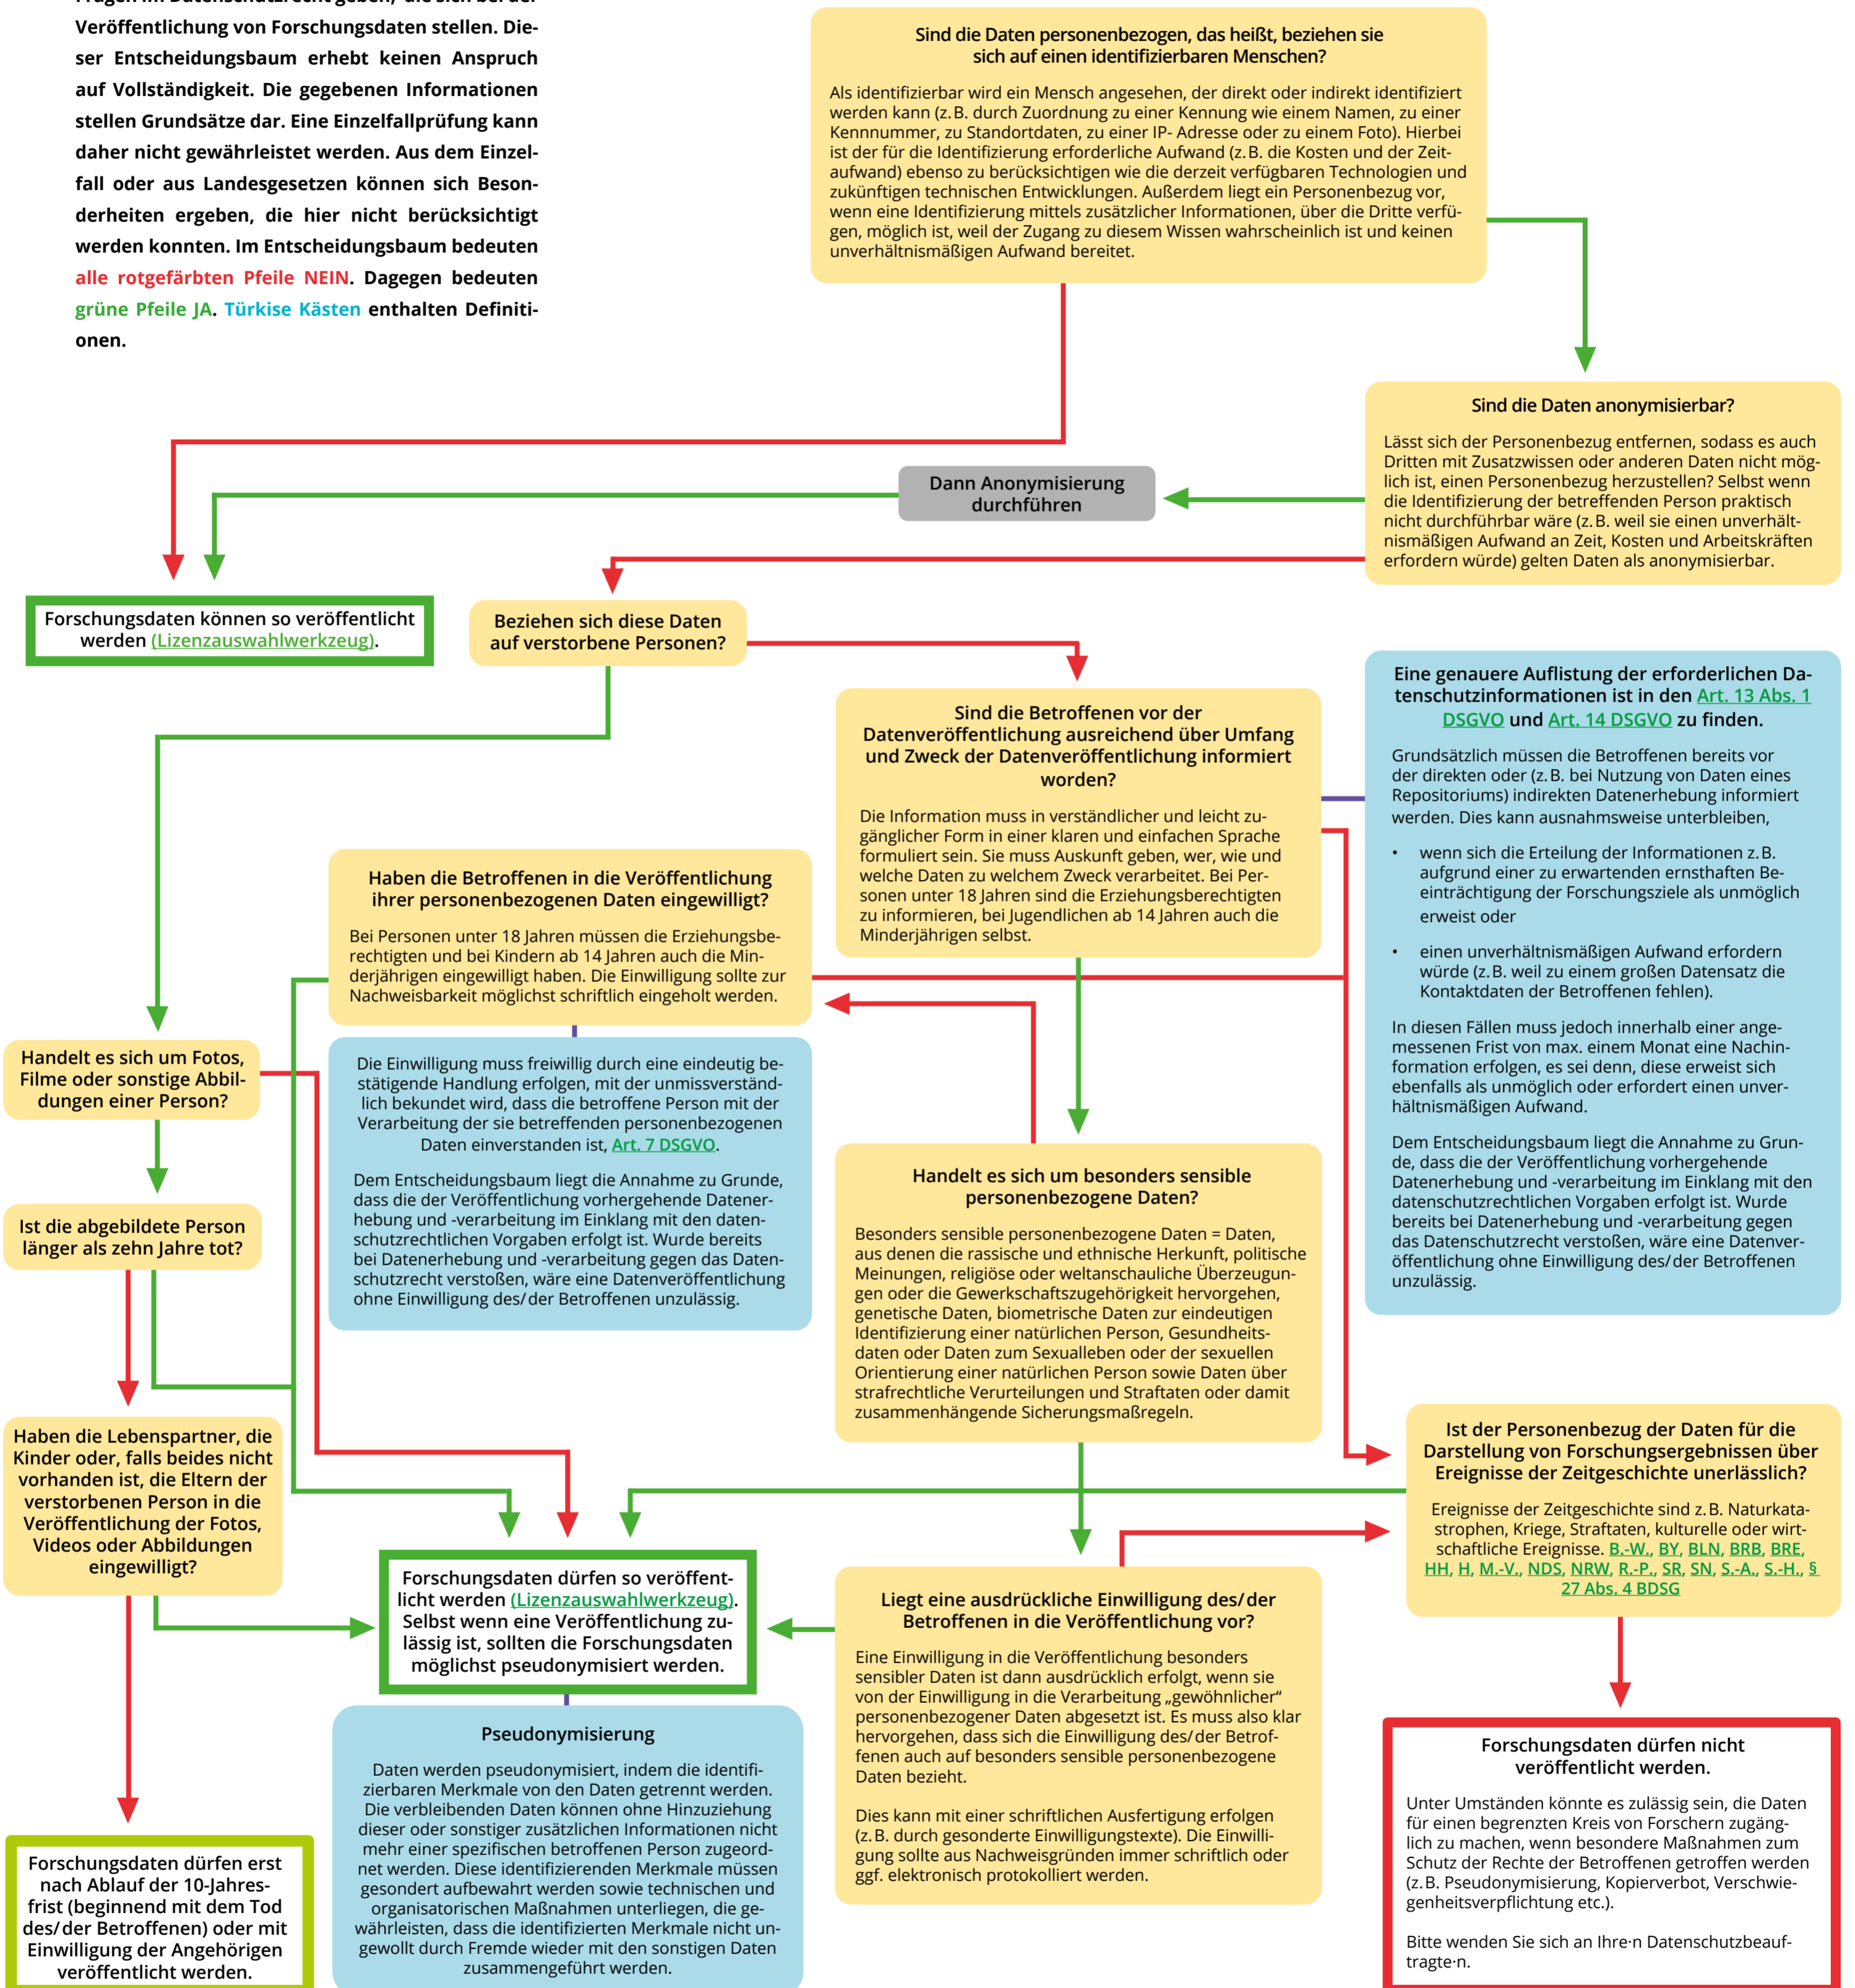 Veröffentlichung von Forschungsdaten stellen. Die-
ser Entscheidungsbaum erhebt keinen Anspruch
auf Vollständigkeit. Die gegebenen Informationen
stellen Grundsätze dar. Eine Einzelfallprüfung kann
daher nicht gewährleistet werden. Aus dem Einzel-
fall oder aus Landesgesetzen können sich Beson-
derheiten ergeben, die hier nicht berücksichtigt
werden konnten. Im Entscheidungsbaum bedeuten
alle rotgefärbten Pfeile NEIN. Dagegen bedeuten
grüne Pfeile JA. Türkise Kästen enthalten Definiti-
onen.
Sind die Daten personenbezogen, das heißt, beziehen sie
sich auf einen identifizierbaren Menschen?
Als identifizierbar wird ein Mensch angesehen, der direkt oder indirekt identifiziert
werden kann (z.B. durch Zuordnung zu einer Kennung wie einem Namen, zu einer
Kennnummer, zu Standortdaten, zu einer IP- Adresse oder zu einem Foto). Hierbei
ist der für die Identifizierung erforderliche Aufwand (z.B. die Kosten und der Zeit-
aufwand) ebenso zu berücksichtigen wie die derzeit verfügbaren Technologien und
zukünftigen technischen Entwicklungen. Außerdem liegt ein Personenbezug vor,
wenn eine Identifizierung mittels zusätzlicher Informationen, über die Dritte verfü-
gen, möglich ist, weil der Zugang zu diesem Wissen wahrscheinlich ist und keinen
unverhältnismäßigen Aufwand bereitet.
Sind die Daten anonymisierbar?
Lässt sich der Personenbezug entfernen, sodass es auch
Dritten mit Zusatzwissen oder anderen Daten nicht mög-
lich ist, einen Personenbezug herzustellen? Selbst wenn
die Identifizierung der betreffenden Person praktisch
nicht durchführbar wäre (z.B. weil sie einen unverhält-
nismäßigen Aufwand an Zeit, Kosten und Arbeitskräften
erfordern würde) gelten Daten als anonymisierbar.
Dann Anonymisierung
durchführen
Forschungsdaten können so veröffentlicht
werden (Lizenzauswahlwerkzeug).
Beziehen sich diese Daten
auf verstorbene Personen?
Sind die Betroffenen vor der
Datenveröffentlichung ausreichend über Umfang
und Zweck der Datenveröffentlichung informiert
worden?
Die Information muss in verständlicher und leicht zu-
gänglicher Form in einer klaren und einfachen Sprache
formuliert sein. Sie muss Auskunft geben, wer, wie und
welche Daten zu welchem Zweck verarbeitet. Bei Per-
sonen unter 18 Jahren sind die Erziehungsberechtigten
zu informieren, bei Jugendlichen ab 14 Jahren auch die
Minderjährigen selbst.
Eine genauere Auflistung der erforderlichen Da-
tenschutzinformationen ist in den Art. 13 Abs. 1
DSGVO und Art. 14 DSGVO zu finden.
Grundsätzlich müssen die Betroffenen bereits vor
der direkten oder (z.B. bei Nutzung von Daten eines
Repositoriums) indirekten Datenerhebung informiert
werden. Dies kann ausnahmsweise unterbleiben,
• wenn sich die Erteilung der Informationen z.B.
aufgrund einer zu erwartenden ernsthaften Be-
einträchtigung der Forschungsziele als unmöglich
erweist oder
• einen unverhältnismäßigen Aufwand erfordern
würde (z.B. weil zu einem großen Datensatz die
Kontaktdaten der Betroffenen fehlen).
In diesen Fällen muss jedoch innerhalb einer ange-
messenen Frist von max. einem Monat eine Nachin-
formation erfolgen, es sei denn, diese erweist sich
ebenfalls als unmöglich oder erfordert einen unver-
hältnismäßigen Aufwand.
Dem Entscheidungsbaum liegt die Annahme zu Grun-
de, dass die der Veröffentlichung vorhergehende
Datenerhebung und -verarbeitung im Einklang mit den
datenschutzrechtlichen Vorgaben erfolgt ist. Wurde
bereits bei Datenerhebung und -verarbeitung gegen
das Datenschutzrecht verstoßen, wäre eine Datenver-
öffentlichung ohne Einwilligung des/der Betroffenen
unzulässig.
Haben die Betroffenen in die Veröffentlichung
ihrer personenbezogenen Daten eingewilligt?
Bei Personen unter 18 Jahren müssen die Erziehungsbe-
rechtigten und bei Kindern ab 14 Jahren auch die Min-
derjährigen eingewilligt haben. Die Einwilligung sollte zur
Nachweisbarkeit möglichst schriftlich eingeholt werden.
Die Einwilligung muss freiwillig durch eine eindeutig be-
stätigende Handlung erfolgen, mit der unmissverständ-
lich bekundet wird, dass die betroffene Person mit der
Verarbeitung der sie betreffenden personenbezogenen
Daten einverstanden ist, Art. 7 DSGVO.
Dem Entscheidungsbaum liegt die Annahme zu Grunde,
dass die der Veröffentlichung vorhergehende Datener-
hebung und -verarbeitung im Einklang mit den daten-
schutzrechtlichen Vorgaben erfolgt ist. Wurde bereits
bei Datenerhebung und -verarbeitung gegen das Daten-
schutzrecht verstoßen, wäre eine Datenveröffentlichung
ohne Einwilligung des/der Betroffenen unzulässig.
Handelt es sich um Fotos,
Filme oder sonstige Abbil-
dungen einer Person?
Ist die abgebildete Person
länger als zehn Jahre tot?
Haben die Lebenspartner, die
Kinder oder, falls beides nicht
vorhanden ist, die Eltern der
verstorbenen Person in die
Veröffentlichung der Fotos,
Videos oder Abbildungen
eingewilligt?
Handelt es sich um besonders sensible
personenbezogene Daten?
Besonders sensible personenbezogene Daten = Daten,
aus denen die rassische und ethnische Herkunft, politische
Meinungen, religiöse oder weltanschauliche Überzeugun-
gen oder die Gewerkschaftszugehörigkeit hervorgehen,
genetische Daten, biometrische Daten zur eindeutigen
Identifizierung einer natürlichen Person, Gesundheits-
daten oder Daten zum Sexualleben oder der sexuellen
Orientierung einer natürlichen Person sowie Daten über
strafrechtliche Verurteilungen und Straftaten oder damit
zusammenhängende Sicherungsmaßregeln.
Ist der Personenbezug der Daten für die
Darstellung von Forschungsergebnissen über
Ereignisse der Zeitgeschichte unerlässlich?
Ereignisse der Zeitgeschichte sind z.B. Naturkata-
strophen, Kriege, Straftaten, kulturelle oder wirt-
schaftliche Ereignisse. B.-W., BY, BLN, BRB, BRE,
HH, H, M.-V., NDS, NRW, R.-P., SR, SN, S.-A., S.-H., §
27 Abs. 4 BDSG
Forschungsdaten dürfen so veröffent-
licht werden (Lizenzauswahlwerkzeug).
Selbst wenn eine Veröffentlichung zu-
lässig ist, sollten die Forschungsdaten
möglichst pseudonymisiert werden.
Liegt eine ausdrückliche Einwilligung des/der
Betroffenen in die Veröffentlichung vor?
Eine Einwilligung in die Veröffentlichung besonders
sensibler Daten ist dann ausdrücklich erfolgt, wenn sie
von der Einwilligung in die Verarbeitung „gewöhnlicher“
personenbezogener Daten abgesetzt ist. Es muss also klar
hervorgehen, dass sich die Einwilligung des/der Betrof-
fenen auch auf besonders sensible personenbezogene
Daten bezieht.
Dies kann mit einer schriftlichen Ausfertigung erfolgen
(z.B. durch gesonderte Einwilligungstexte). Die Einwilli-
gung sollte aus Nachweisgründen immer schriftlich oder
ggf. elektronisch protokolliert werden.
Pseudonymisierung
Daten werden pseudonymisiert, indem die identifi-
zierbaren Merkmale von den Daten getrennt werden.
Die verbleibenden Daten können ohne Hinzuziehung
dieser oder sonstiger zusätzlichen Informationen nicht
mehr einer spezifischen betroffenen Person zugeord-
net werden. Diese identifizierenden Merkmale müssen
gesondert aufbewahrt werden sowie technischen und
organisatorischen Maßnahmen unterliegen, die ge-
währleisten, dass die identifizierten Merkmale nicht un-
gewollt durch Fremde wieder mit den sonstigen Daten
zusammengeführt werden.
Forschungsdaten dürfen erst
nach Ablauf der 10-Jahres-
frist (beginnend mit dem Tod
des/der Betroffenen) oder mit
Einwilligung der Angehörigen
veröffentlicht werden.
Forschungsdaten dürfen nicht
veröffentlicht werden.
Unter Umständen könnte es zulässig sein, die Daten
für einen begrenzten Kreis von Forschern zugäng-
lich zu machen, wenn besondere Maßnahmen zum
Schutz der Rechte der Betroffenen getroffen werden
(z.B. Pseudonymisierung, Kopierverbot, Verschwie-
genheitsverpflichtung etc.).
Bitte wenden Sie sich an Ihre·n Datenschutzbeauf-
tragte·n.